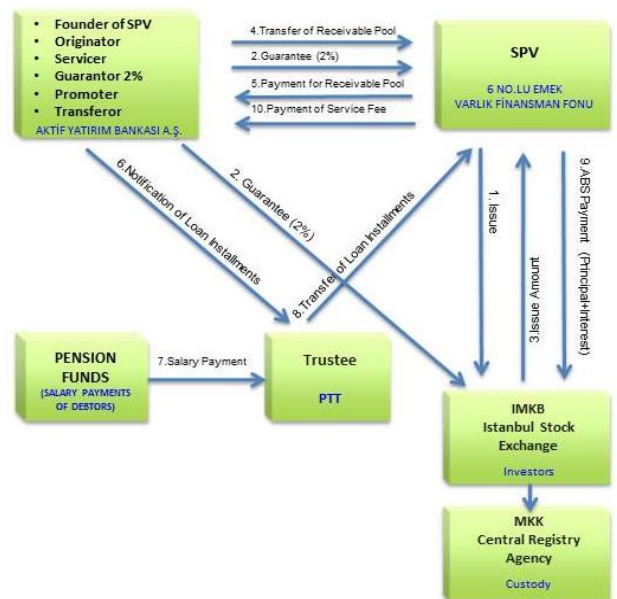 • Founder of SPV
• Originator
• Servicer
• Guarantor 2%
• Promoter
• Transferor
AKTİF YATIRIM BANKASI A.Ş.
4.Transfer of Receivable Pool
2.Guarantee (2%)
5.Payment for Receivable Pool
10.Payment of Service Fee
SPV
6 NO.LU EMEK
VARLIK FİNANSMAN FONU
6.Notification of Loan Installments
2. Guarantee (2%)
8.Transfer of Loan Installments
1. Issue
3.Issue Amount
9.ABS Payment (Principal+Interest)
PENSION
FUNDS
(SALARY PAYMENTS
OF DEBTORS)
7.Salary Payment
Trustee
PTT
IMKB
Istanbul Stock
Exchange
Investors
MKK
Central Registry
Agency
Custody